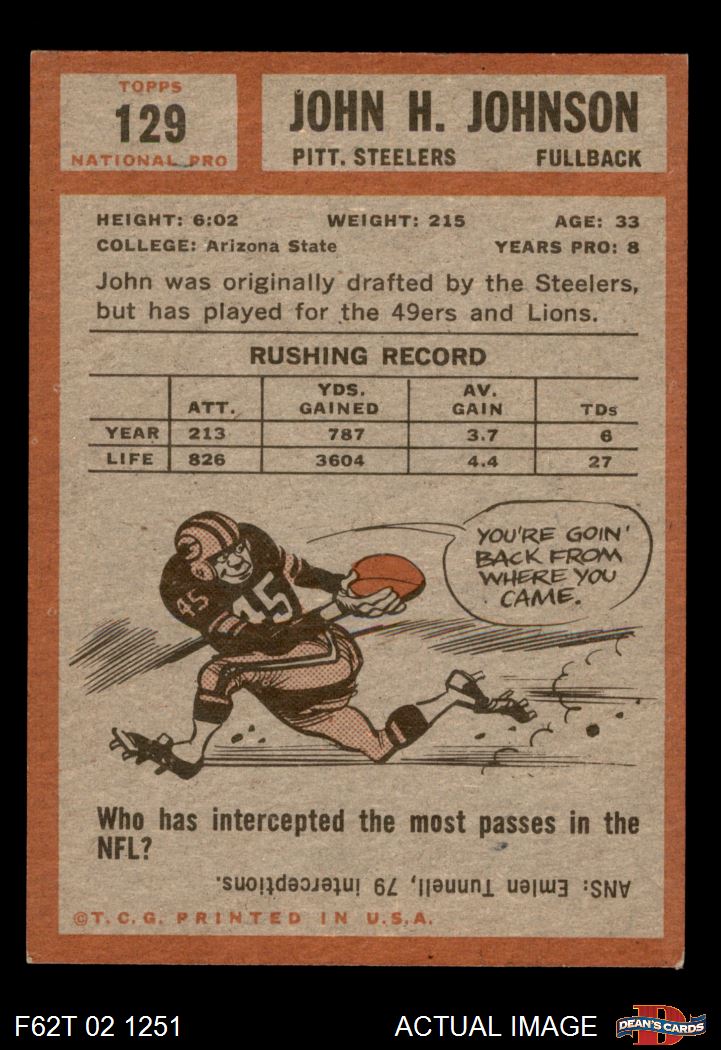 TOPPS
129
NATIONAL PRO
JOHN H. JOHNSON
PITT. STEELERS FULLBACK
HEIGHT: 6:02 WEIGHT: 215 AGE: 33
COLLEGE: Arizona State YEARS PRO: 8
John was originally drafted by the Steelers,
but has played for the 49ers and Lions.
RUSHING RECORD
ATT. YDS. GAINED AV. GAIN TDs
YEAR 213 787 3.7 6
LIFE 826 3604 4.4 27
YOU'RE GOIN'
BACK FROM
WHERE YOU
CAME.
45
45
Who has intercepted the most passes in the
NFL?
ANS: Emlen Tunnell, 79 interceptions.
©T.C.G. PRINTED IN U.S.A.
F62T 02 1251 ACTUAL IMAGE
D
DEAN'S CARDS